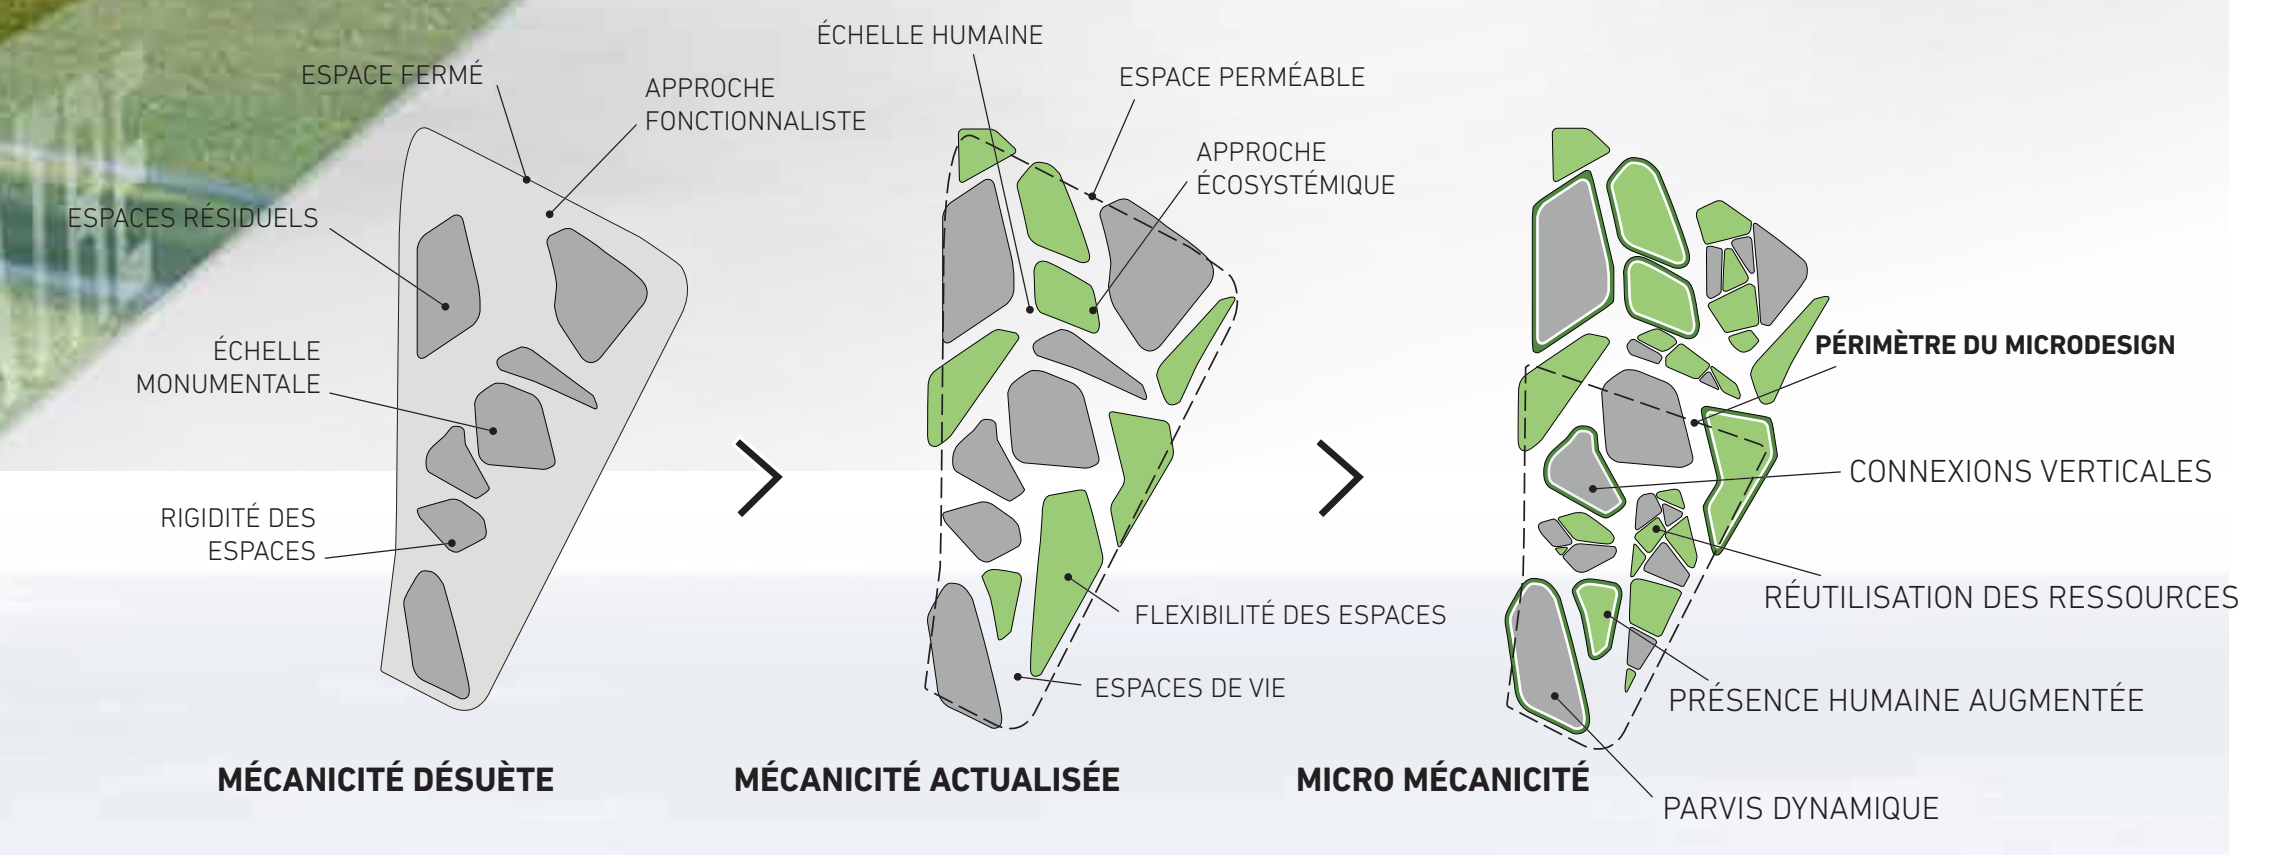 ESPACE FERMÉ
APPROCHE
FONCTIONNALISTE
ESPACES RÉSIDUELS
ÉCHELLE
MONUMENTALE
RIGIDITÉ DES
ESPACES
MÉCANICITÉ DÉSUÈTE
ÉCHELLE HUMAINE
ESPACE PERMÉABLE
APPROCHE
ÉCOSYSTÉMIQUE
FLEXIBILITÉ DES ESPACES
ESPACES DE VIE
MÉCANICITÉ ACTUALISÉE
PÉRIMÈTRE DU MICRODESIGN
CONNEXIONS VERTICALES
RÉUTILISATION DES RESSOURCES
PRÉSENCE HUMAINE AUGMENTÉE
PARVIS DYNAMIQUE
MICRO MÉCANICITÉ